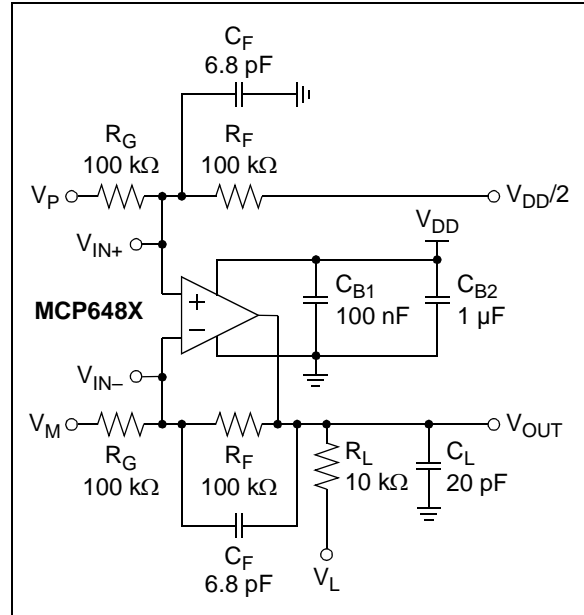 C_F
6.8 pF
R_G
100 kΩ
R_F
100 kΩ
V_P
V_DD/2
V_DD
V_IN+
+
C_B1
100 nF
C_B2
1 µF
MCP648X
−
V_IN−
V_M
V_OUT
R_G
100 kΩ
R_F
100 kΩ
R_L
10 kΩ
C_L
20 pF
C_F
6.8 pF
V_L